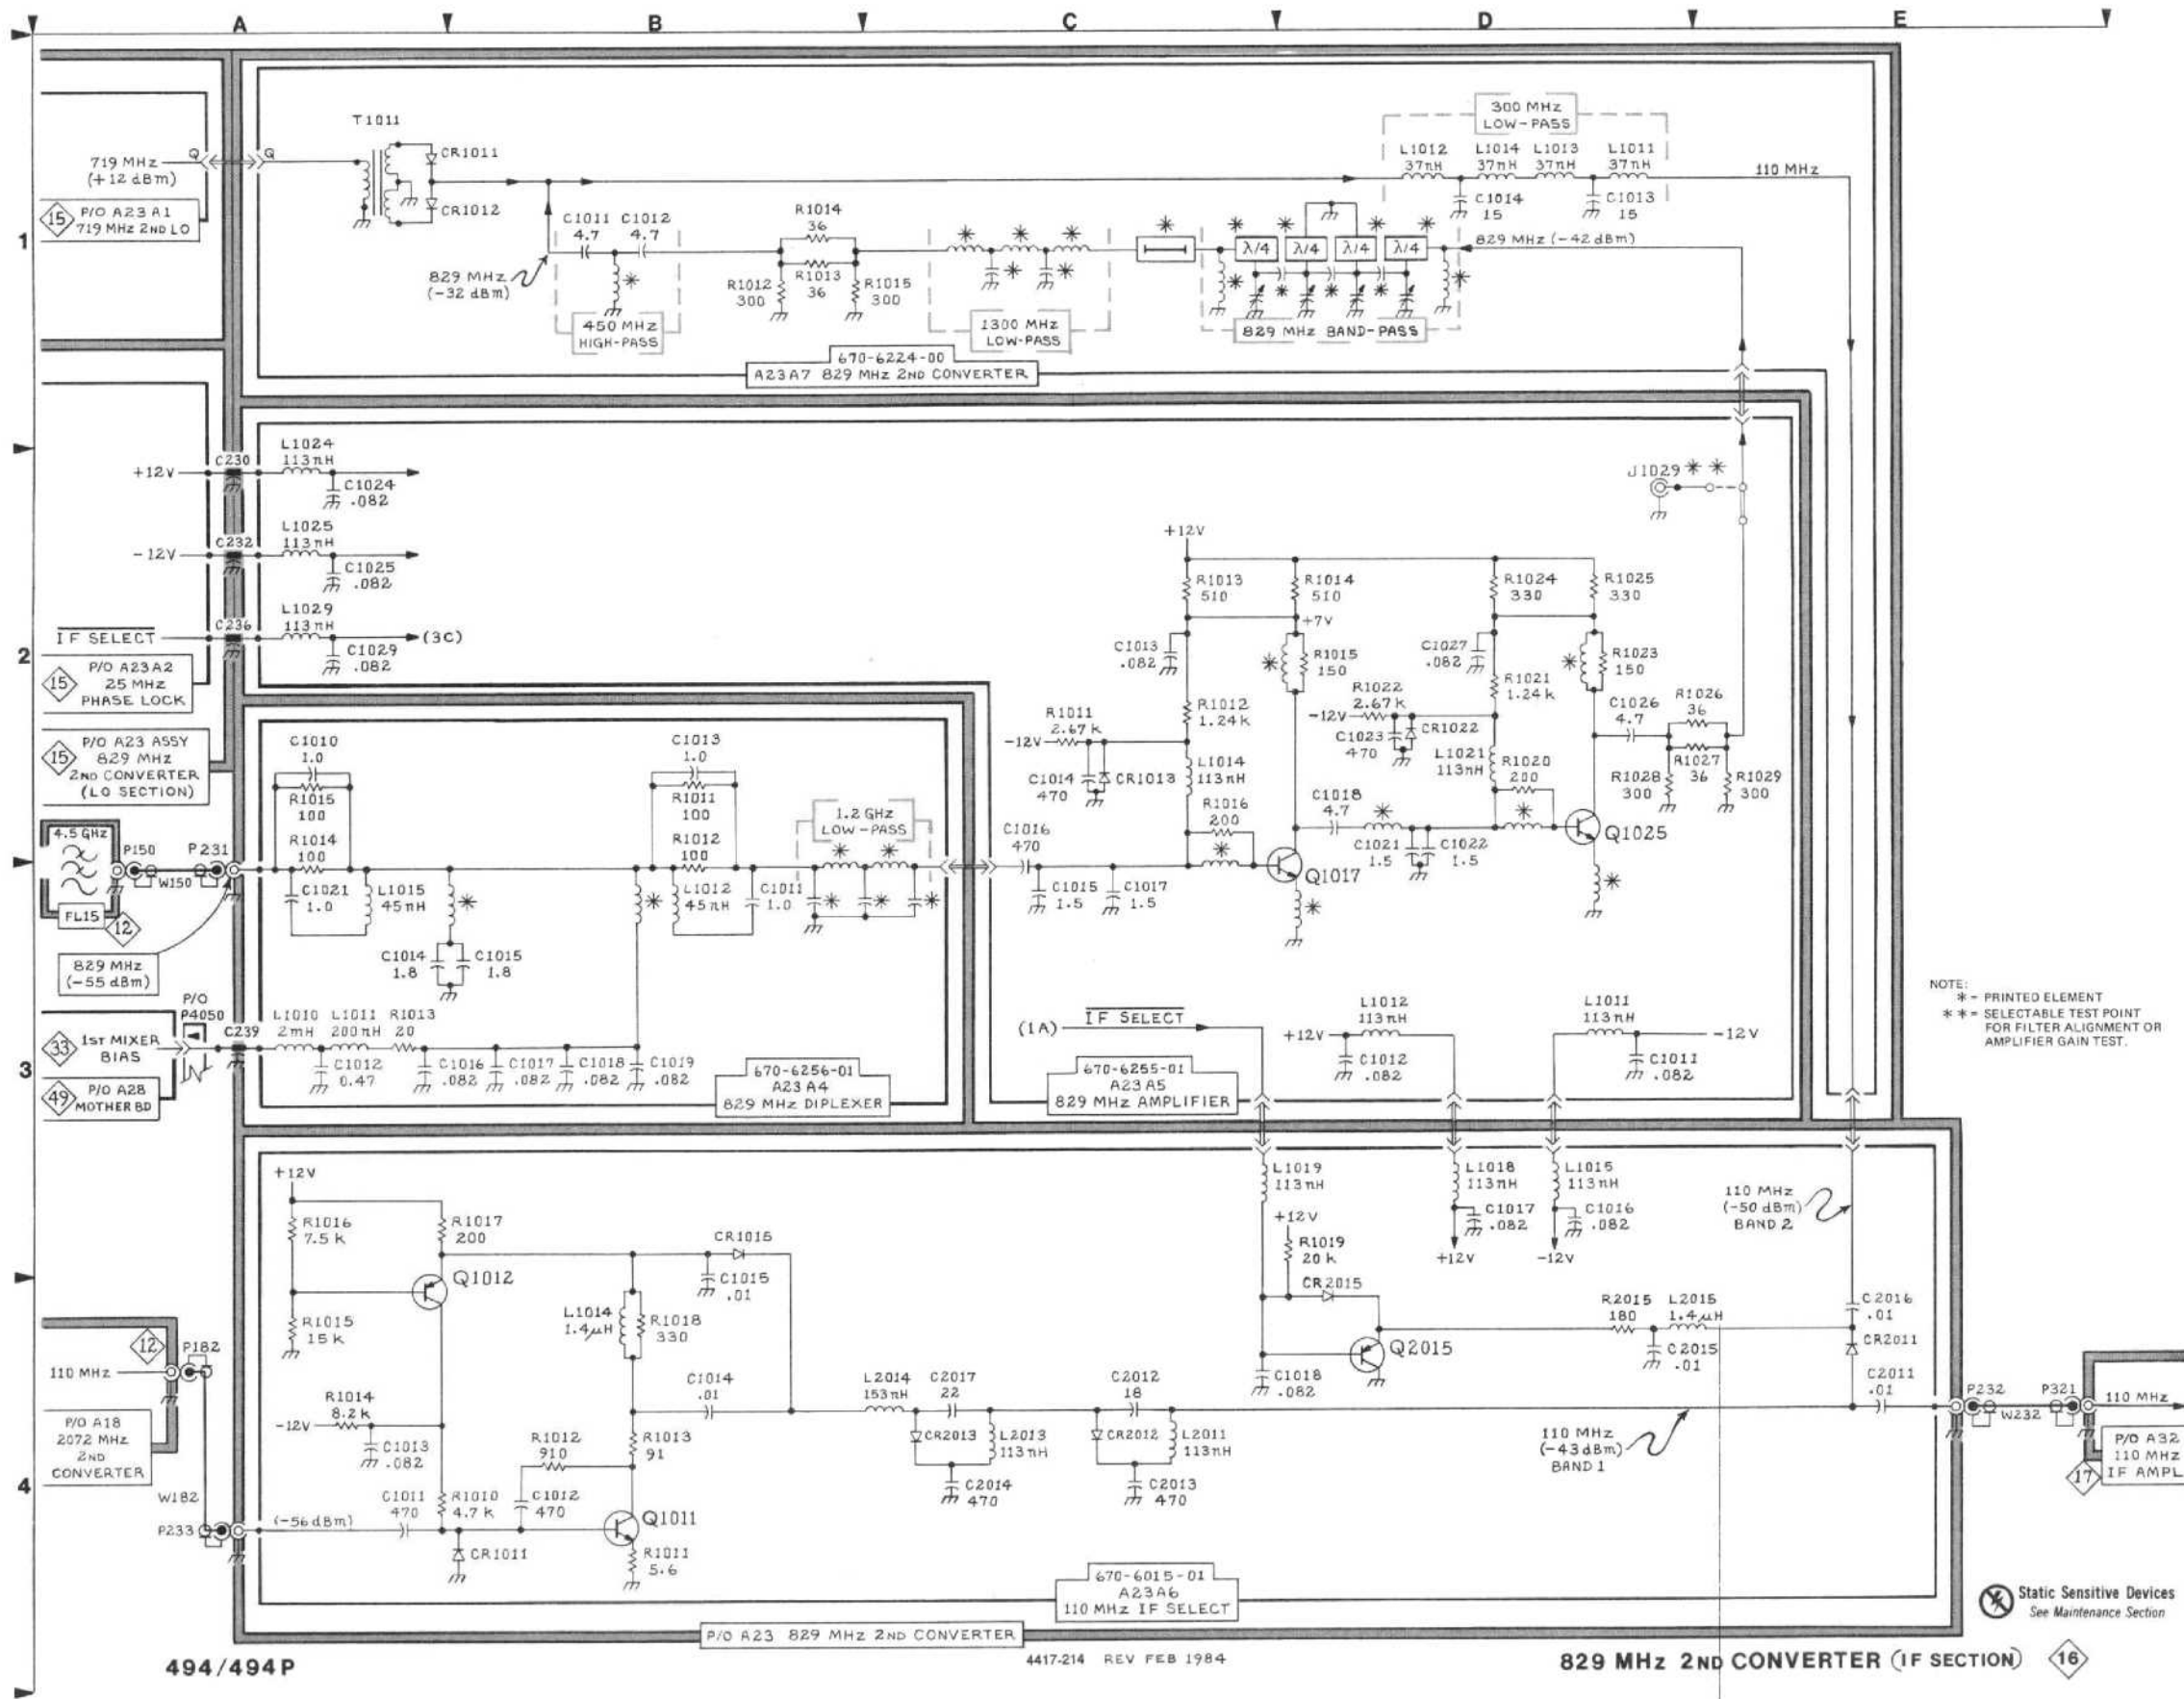 A B C D E
1
2
3
4
719 MHz
(+12 dBm)
Q Q
15 P/O A23 A1
719 MHz 2ND LO
T1011
CR1011
CR1012
829 MHz
(-32 dBm)
C1011
4.7
C1012
4.7
*
450 MHz
HIGH-PASS
R1014
36
R1013
36
R1012
300
R1015
300
* * *
* *
1300 MHz
LOW-PASS
*
* * * *
λ/4 λ/4 λ/4 λ/4
* * * * *
829 MHz BAND-PASS
829 MHz (-42 dBm)
300 MHz
LOW-PASS
L1012
37nH
L1014
37nH
L1013
37nH
L1011
37nH
C1014
15
C1013
15
110 MHz
670-6224-00
A23A7 829 MHz 2ND CONVERTER
+12V
C230
L1024
113nH
C1024
.082
-12V
C232
L1025
113nH
C1025
.082
IF SELECT
C236
L1029
113nH
C1029
.082
(3C)
15 P/O A23A2
25 MHz
PHASE LOCK
15 P/O A23 ASSY
829 MHz
2ND CONVERTER
(LO SECTION)
J1029 * *
+12V
R1013
510
R1014
510
+7V
R1024
330
R1025
330
C1013
.082
*
R1015
150
C1027
.082
*
R1023
150
R1012
1.24k
R1011
2.67k
-12V
C1014
470
CR1013
L1014
113nH
R1016
200
*
C1016
470
C1015
1.5
C1017
1.5
Q1017
*
R1022
2.67k
-12V
C1023
470
CR1022
R1021
1.24k
L1021
113nH
R1020
200
C1018
4.7
*
*
C1021
1.5
C1022
1.5
Q1025
*
C1026
4.7
R1026
36
R1027
36
R1028
300
R1029
300
4.5 GHz
FL15
12
P150
W150
P231
829 MHz
(-55 dBm)
C1010
1.0
R1015
100
R1014
100
C1021
1.0
L1015
45nH
*
C1014
1.8
C1015
1.8
C1013
1.0
R1011
100
R1012
100
*
L1012
45nH
C1011
1.0
1.2 GHz
LOW-PASS
* *
* * *
P/O
P4050
33 1ST MIXER
BIAS
49 P/O A28
MOTHER BD
C239
L1010
2mH
L1011
200nH
R1013
20
C1012
0.47
C1016
.082
C1017
.082
C1018
.082
C1019
.082
670-6256-01
A23A4
829 MHz DIPLEXER
(1A)
IF SELECT
670-6255-01
A23A5
829 MHz AMPLIFIER
L1012
113nH
+12V
C1012
.082
L1011
113nH
-12V
C1011
.082
NOTE:
* = PRINTED ELEMENT
* * = SELECTABLE TEST POINT
FOR FILTER ALIGNMENT OR
AMPLIFIER GAIN TEST.
+12V
R1016
7.5k
R1017
200
Q1012
R1015
15k
R1014
8.2k
-12V
C1013
.082
L1014
1.4μH
R1018
330
CR1015
C1015
.01
C1014
.01
R1012
910
R1013
91
C1011
470
R1010
4.7k
C1012
470
Q1011
CR1011
R1011
5.6
(-56 dBm)
12
110 MHz
P182
P/O A18
2072 MHz
2ND
CONVERTER
W182
P233
L2014
153nH
C2017
22
CR2013
L2013
113nH
C2014
470
C2012
18
CR2012
L2011
113nH
C2013
470
L1019
113nH
+12V
R1019
20k
CR2015
Q2015
C1018
.082
L1018
113nH
C1017
.082
+12V
L1015
113nH
C1016
.082
-12V
110 MHz
(-50 dBm)
BAND 2
R2015
180
L2015
1.4μH
C2015
.01
C2016
.01
CR2011
C2011
.01
110 MHz
(-43dBm)
BAND 1
P232
W232
P321
110 MHz
P/O A32
110 MHz
IF AMPL
17
670-6015-01
A23A6
110 MHz IF SELECT
P/O A23 829 MHz 2ND CONVERTER
Static Sensitive Devices
See Maintenance Section
494/494P
4417-214 REV FEB 1984
829 MHz 2ND CONVERTER (IF SECTION) 16